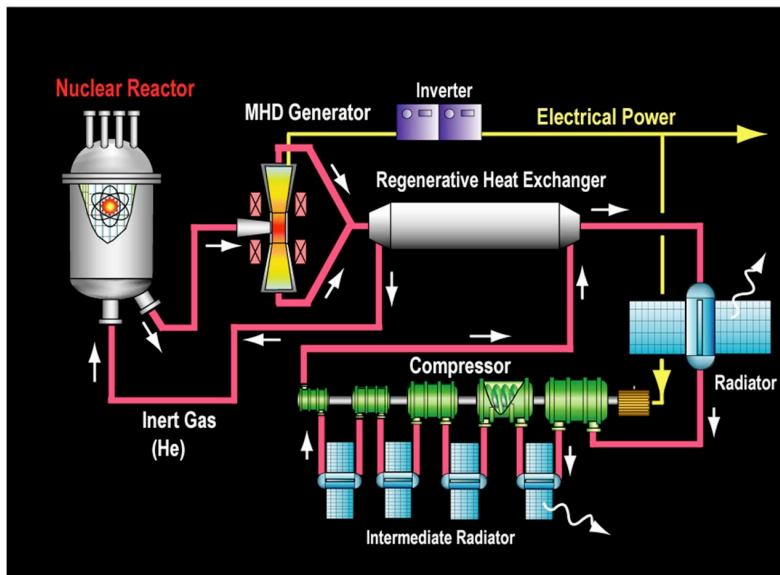 Nuclear Reactor
Inverter
MHD Generator
Electrical Power
Regenerative Heat Exchanger
Compressor
Radiator
Inert Gas
(He)
Intermediate Radiator